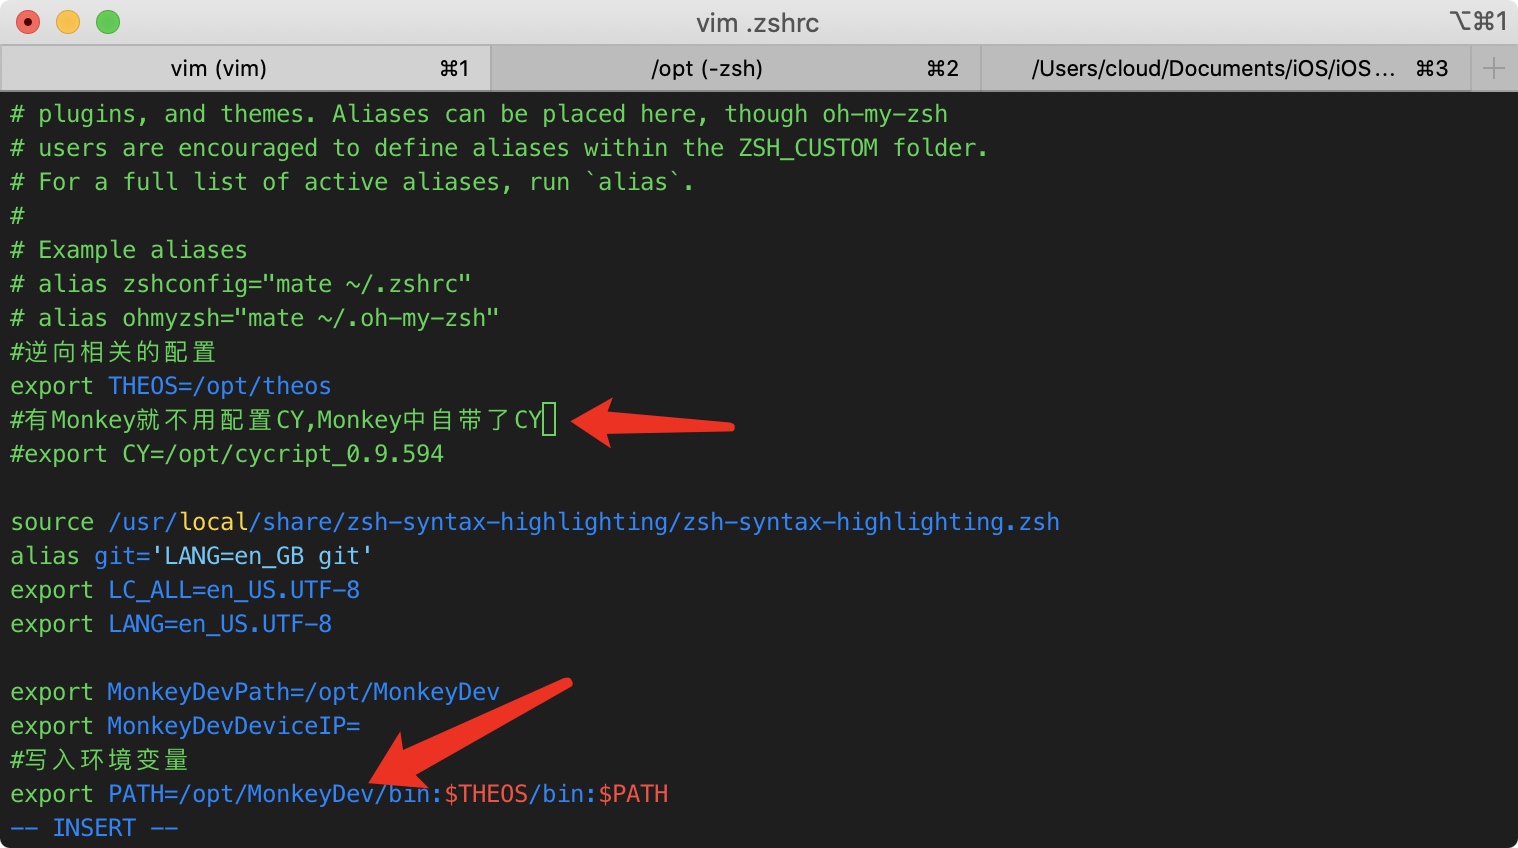 vim .zshrc
⌥⌘1
vim (vim) ⌘1
/opt (-zsh) ⌘2
/Users/cloud/Documents/iOS/iOS... ⌘3
# plugins, and themes. Aliases can be placed here, though oh-my-zsh
# users are encouraged to define aliases within the ZSH_CUSTOM folder.
# For a full list of active aliases, run `alias`.
#
# Example aliases
# alias zshconfig="mate ~/.zshrc"
# alias ohmyzsh="mate ~/.oh-my-zsh"
#逆向相关的配置
export THEOS=/opt/theos
#有Monkey就不用配置CY,Monkey中自带了CY
#export CY=/opt/cycript_0.9.594
source /usr/local/share/zsh-syntax-highlighting/zsh-syntax-highlighting.zsh
alias git='LANG=en_GB git'
export LC_ALL=en_US.UTF-8
export LANG=en_US.UTF-8
export MonkeyDevPath=/opt/MonkeyDev
export MonkeyDevDeviceIP=
#写入环境变量
export PATH=/opt/MonkeyDev/bin:$THEOS/bin:$PATH
-- INSERT --